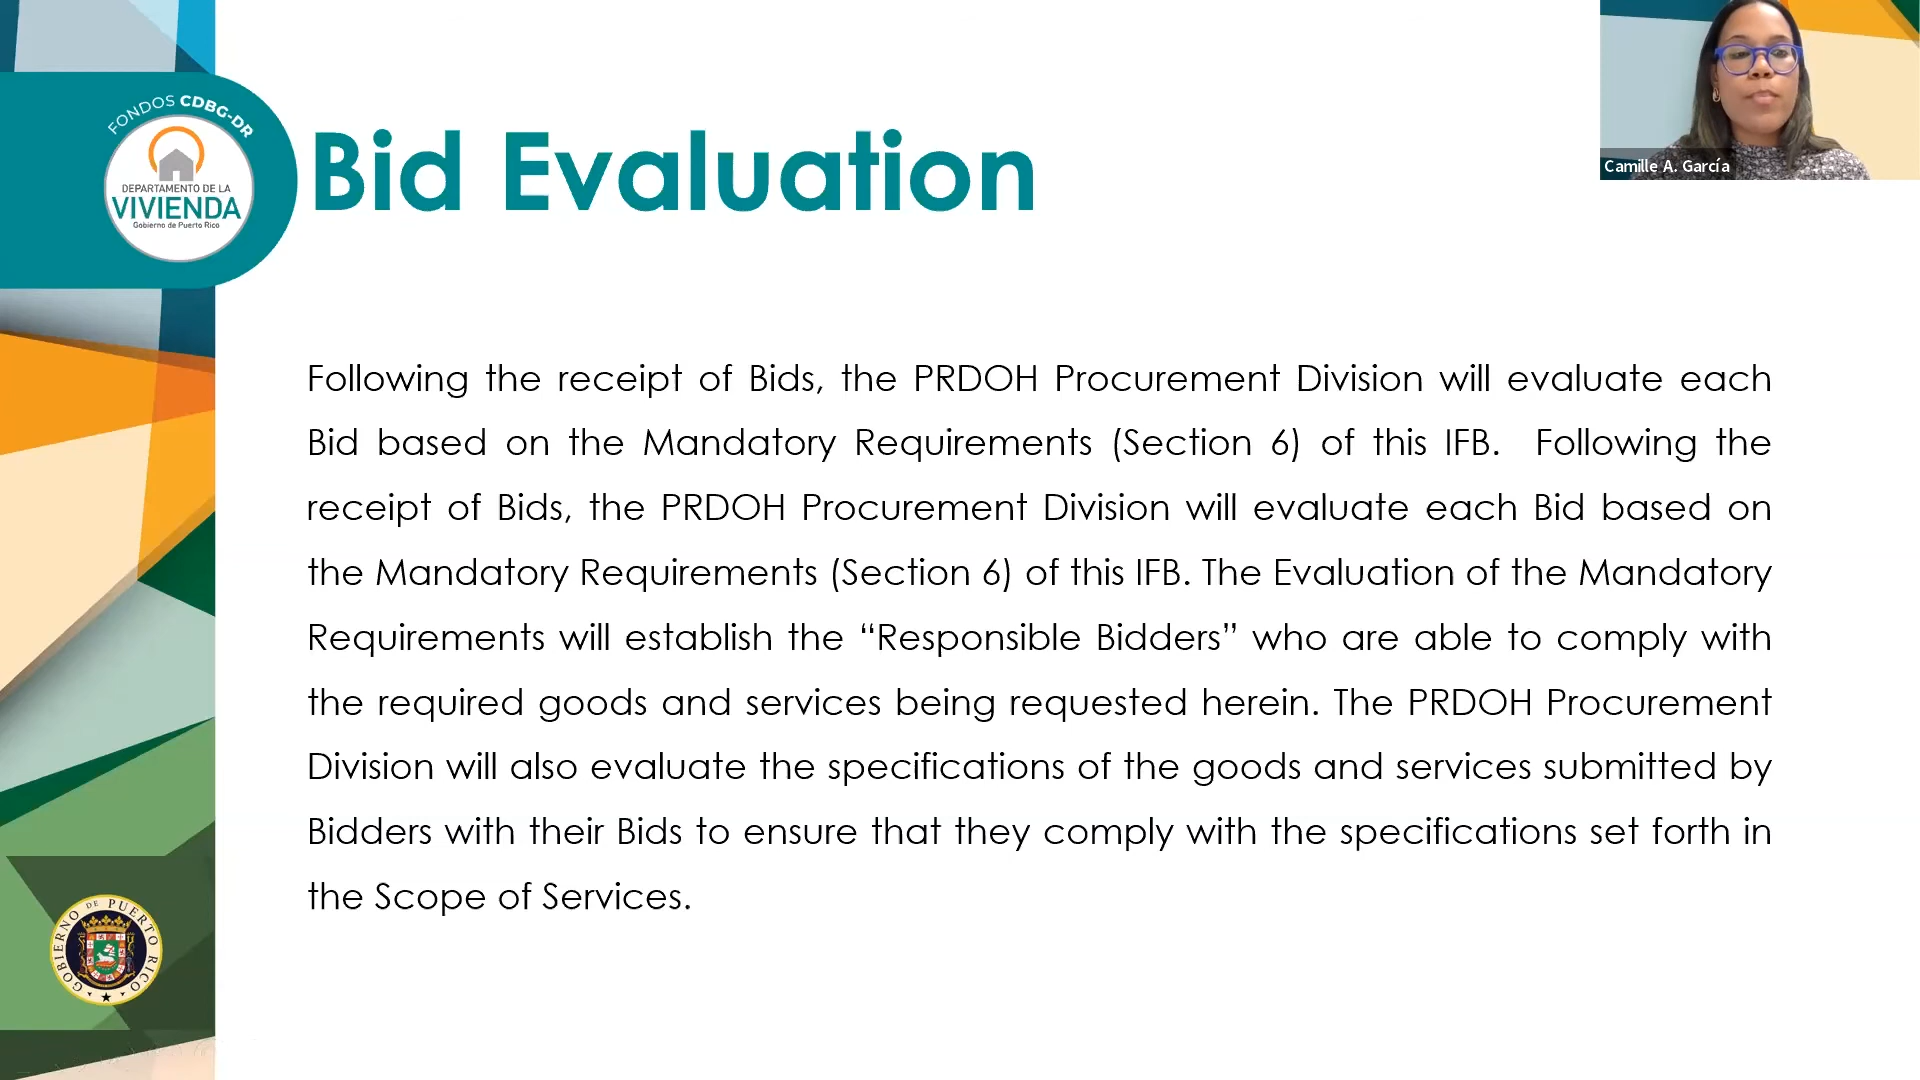 FONDOS CDBG-DR
DEPARTAMENTO DE LA
VIVIENDA
Gobierno de Puerto Rico
Bid Evaluation
Camille A. García
Following the receipt of Bids, the PRDOH Procurement Division will evaluate each
Bid based on the Mandatory Requirements (Section 6) of this IFB. Following the
receipt of Bids, the PRDOH Procurement Division will evaluate each Bid based on
the Mandatory Requirements (Section 6) of this IFB. The Evaluation of the Mandatory
Requirements will establish the “Responsible Bidders” who are able to comply with
the required goods and services being requested herein. The PRDOH Procurement
Division will also evaluate the specifications of the goods and services submitted by
Bidders with their Bids to ensure that they comply with the specifications set forth in
the Scope of Services.
GOBIERNO DE PUERTO RICO